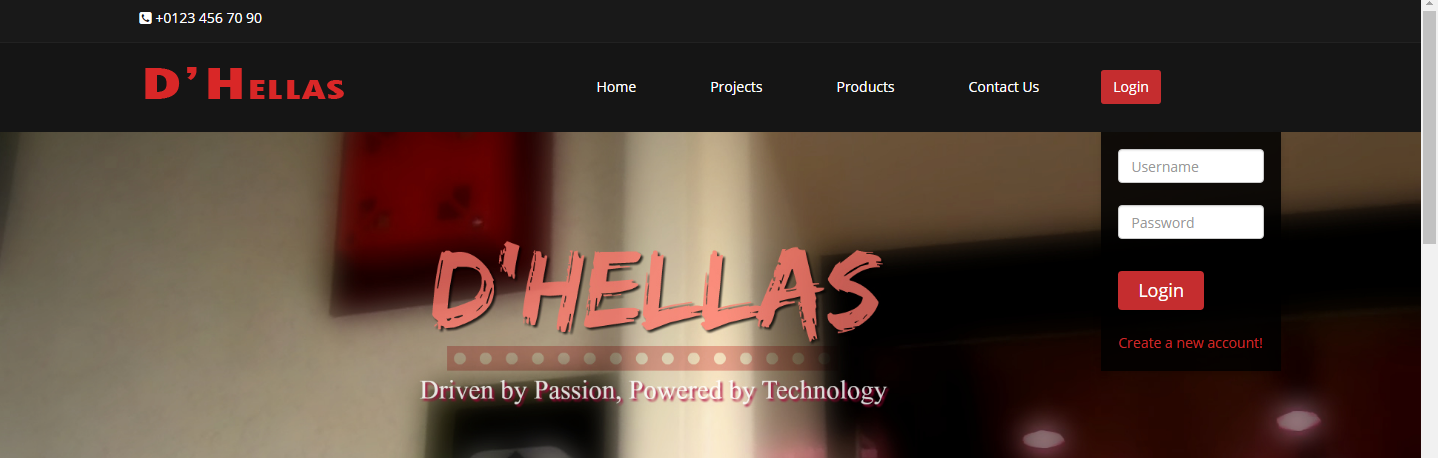 +0123 456 70 90
D'HELLAS
Home Projects Products Contact Us Login
Username
Password
D'HELLAS
Login
Create a new account!
Driven by Passion, Powered by Technology